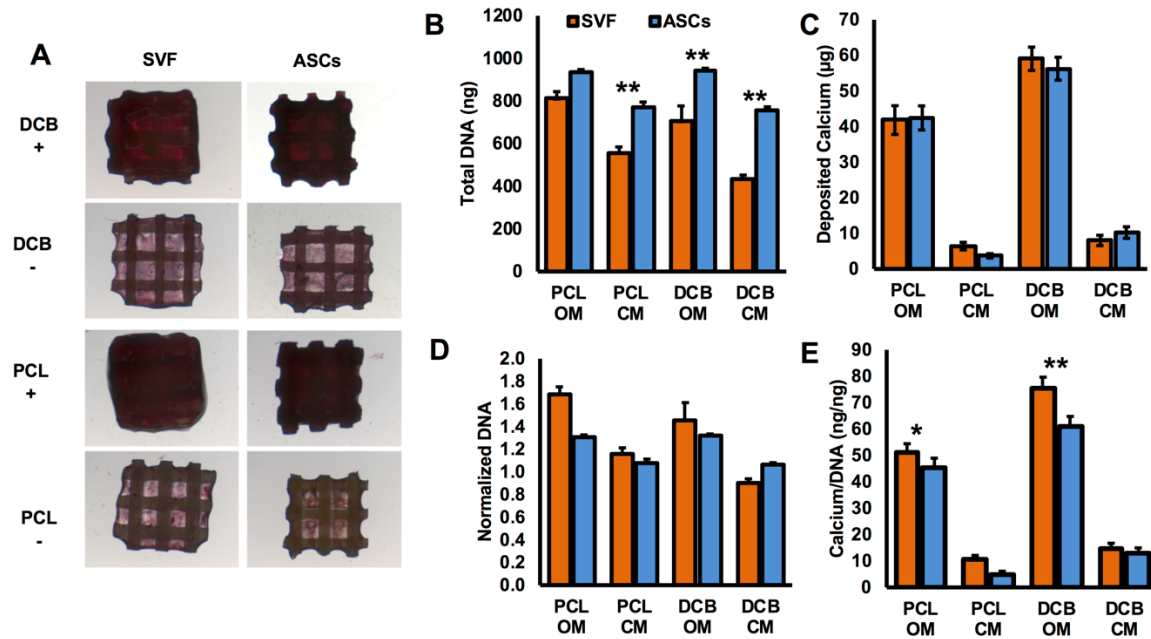 A
SVF ASCs
DCB
+
DCB
-
PCL
+
PCL
-
B
SVF ASCs
Total DNA (ng)
1200
1000
800
600
400
200
0
** ** **
PCL OM PCL CM DCB OM DCB CM
C
Deposited Calcium (µg)
70
60
50
40
30
20
10
0
PCL OM PCL CM DCB OM DCB CM
D
Normalized DNA
2.0
1.8
1.6
1.4
1.2
1.0
0.8
0.6
0.4
0.2
0.0
PCL OM PCL CM DCB OM DCB CM
E
Calcium/DNA (ng/ng)
90
80
70
60
50
40
30
20
10
0
* **
PCL OM PCL CM DCB OM DCB CM